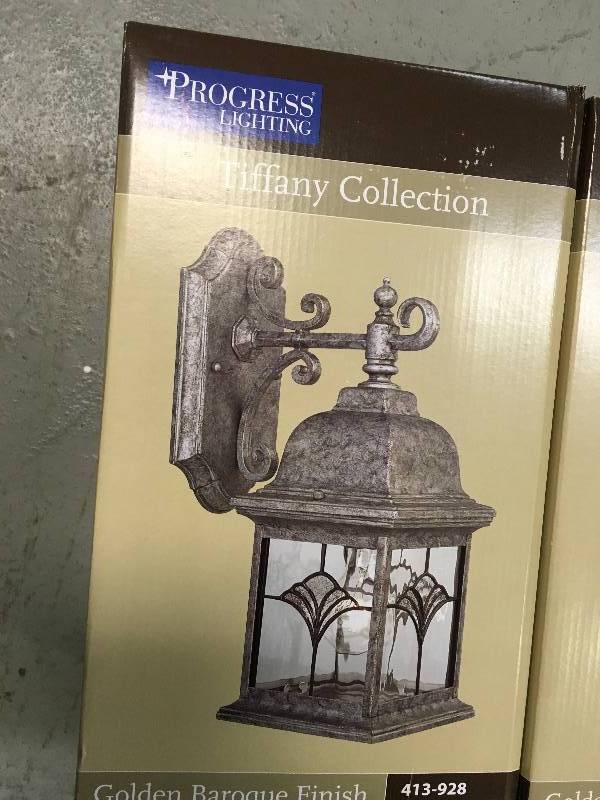 PROGRESS
LIGHTING
Tiffany Collection
Golden Baroque Finish
413-928